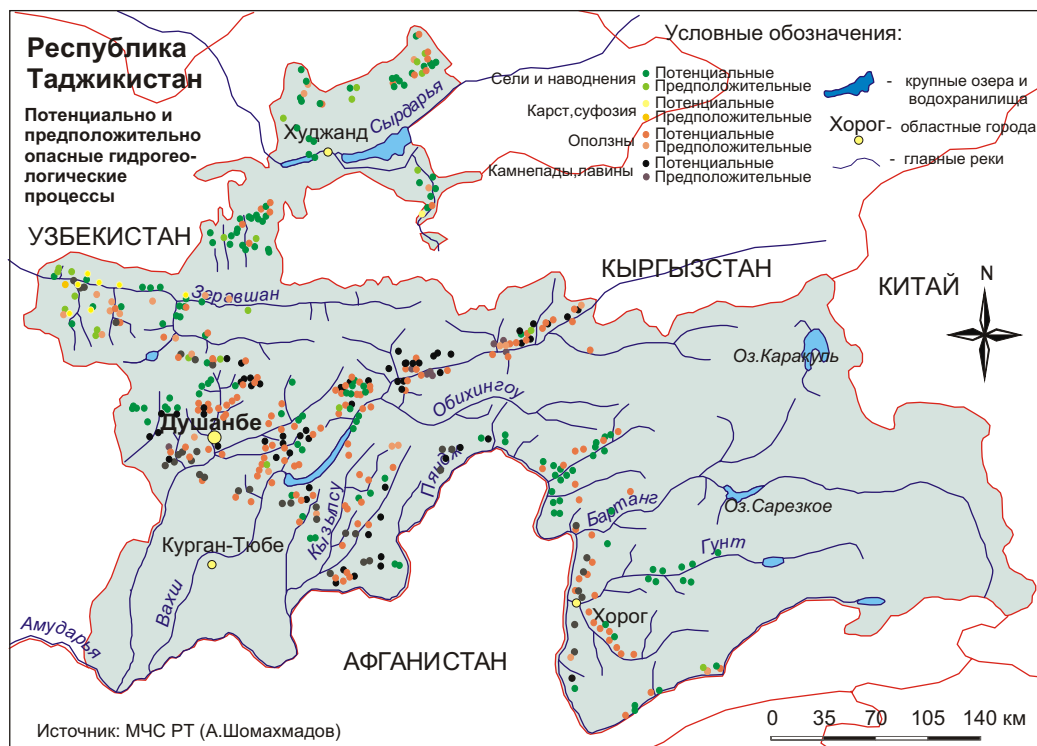 Республика
Таджикистан
Потенциально и
предположительно
опасные гидрогео-
логические
процессы
Условные обозначения:
Сели и наводнения Потенциальные
Предположительные
Карст,суфозия Потенциальные
Предположительные
Оползны Потенциальные
Предположительные
Камнепады,лавины Потенциальные
Предположительные
- крупные озера и
водохранилища
Хорог - областные города
- главные реки
Сырдарья
Худжанд
УЗБЕКИСТАН
КЫРГЫЗСТАН
КИТАЙ
N
Зеравшан
Оз.Каракуль
Обихингоу
Душанбе
Пяндж
Бартанг
Оз.Сарезкое
Кызылсу
Гунт
Курган-Тюбе
Вахш
Хорог
Амударья
АФГАНИСТАН
Источник: МЧС РТ (А.Шомахмадов)
0 35 70 105 140 км